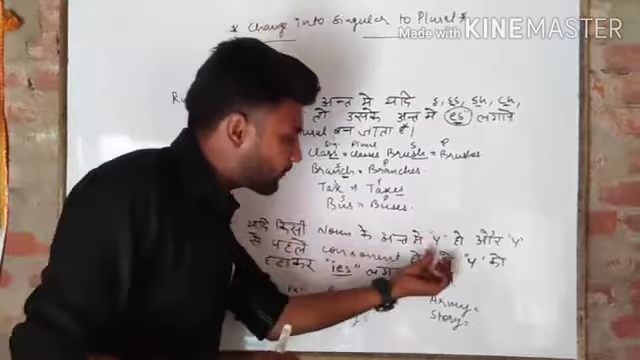 * Change into Singular to Plural *
Made with KINEMASTER
अन्त मे यदि s, ss, sh, ch,
तो उसके अन्त मे "es" लगाने
बन जाता है।
Sing. Plural S P
Class = classes Brush = Brushes.
Branch = Branches.
Tax = Taxes
Bus = Buses.
यदि किसी Noun के अन्त मे 'y' हो और 'y'
से पहले consonent 'y' को
हटाकर "ies"
Army =
Story =